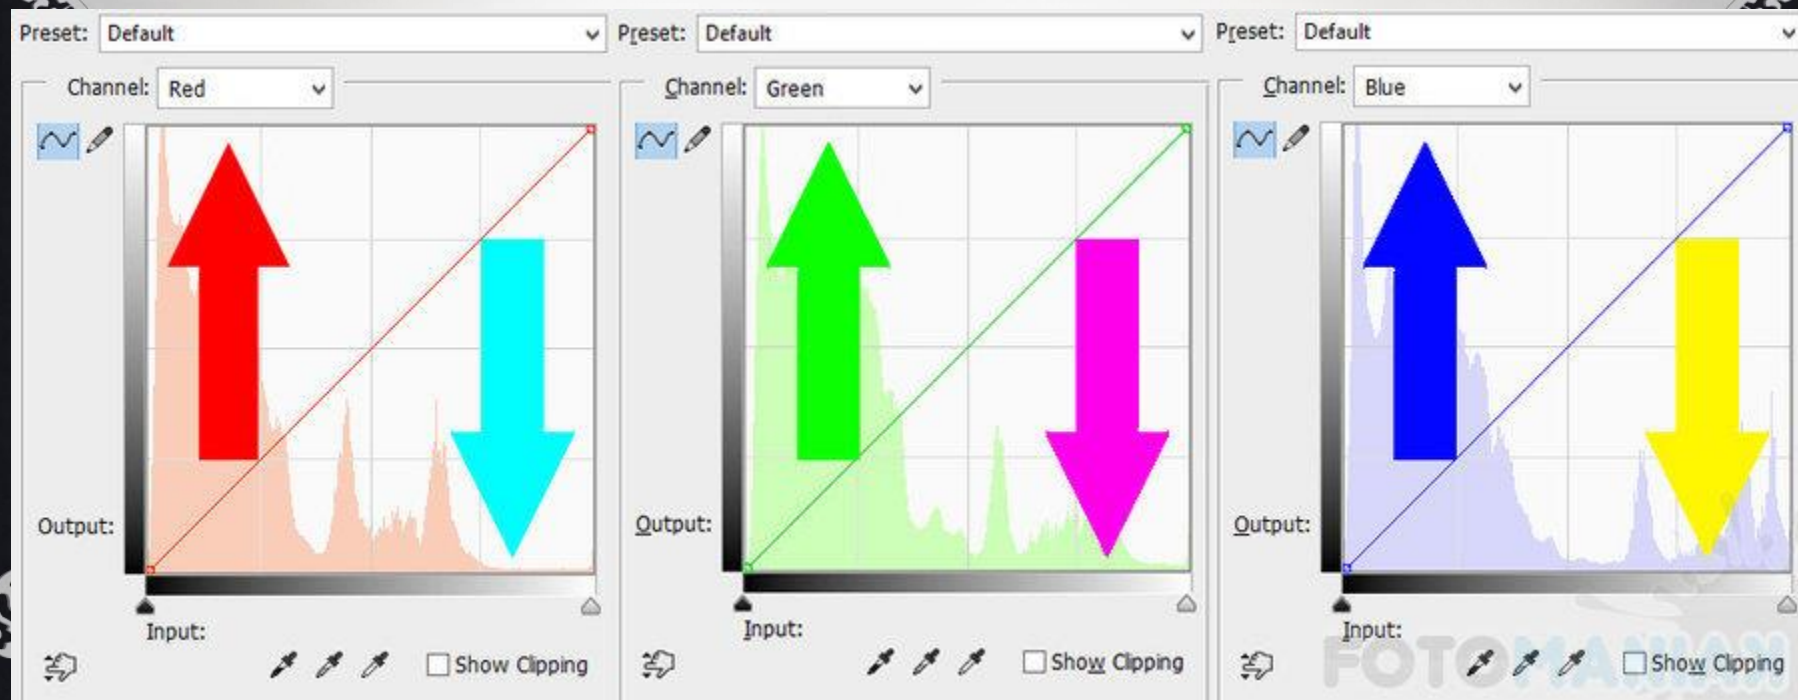 Preset: Default
Channel: Red
Output:
Input:
Show Clipping
Preset: Default
Channel: Green
Output:
Input:
Show Clipping
Preset: Default
Channel: Blue
Output:
Input:
Show Clipping
FOTOMANIAK